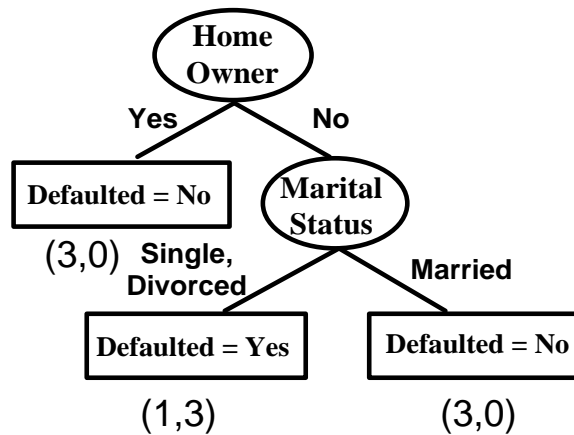 Home
Owner
Yes
No
Defaulted = No
Marital
Status
(3,0)
Single,
Divorced
Married
Defaulted = Yes
Defaulted = No
(1,3)
(3,0)